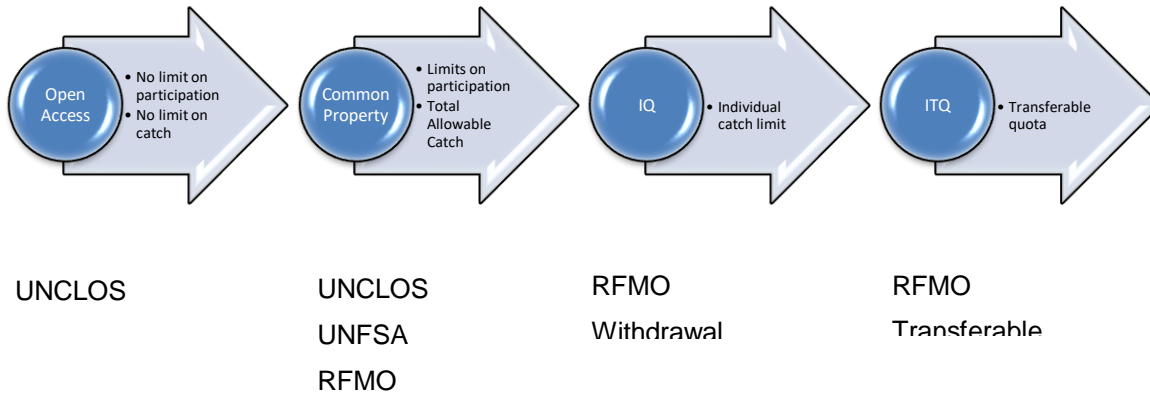 Open
Access
• No limit on
participation
• No limit on
catch
Common
Property
• Limits on
participation
• Total
Allowable
Catch
IQ
• Individual
catch limit
ITQ
• Transferable
quota
UNCLOS
UNCLOS
UNFSA
RFMO
RFMO
Withdrawal
RFMO
Transferable